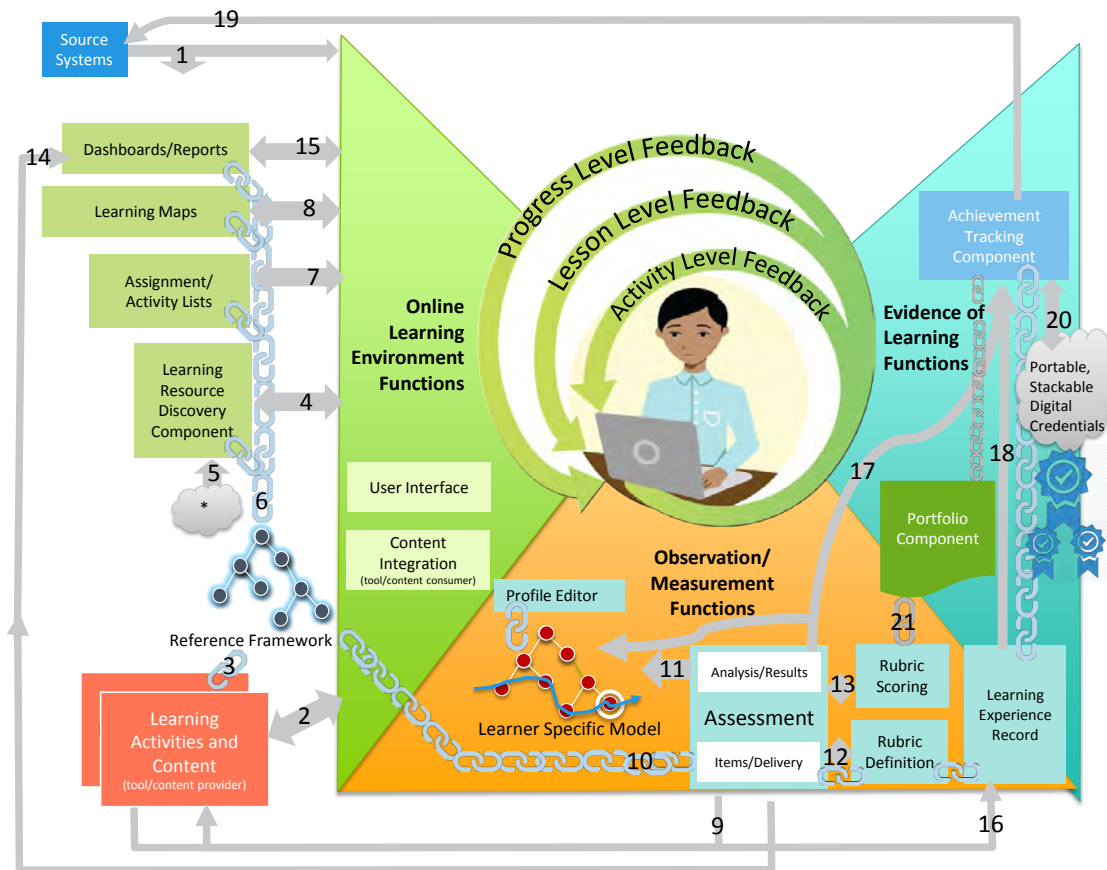 19
Source
Systems
1
14
Dashboards/Reports
15
Learning Maps
8
Assignment/
Activity Lists
7
Learning
Resource
Discovery
Component
4
5
*
6
Reference Framework
3
2
Learning
Activities and
Content
(tool/content provider)
Online
Learning
Environment
Functions
User Interface
Content
Integration
(tool/content consumer)
Progress Level Feedback
Lesson Level Feedback
Activity Level Feedback
Evidence of
Learning
Functions
Achievement
Tracking
Component
20
Portable,
Stackable
Digital
Credentials
17
18
Portfolio
Component
21
Observation/
Measurement
Functions
Profile Editor
Learner Specific Model
11
Analysis/Results
Assessment
Items/Delivery
10
13
Rubric
Scoring
12
Rubric
Definition
Learning
Experience
Record
9
16